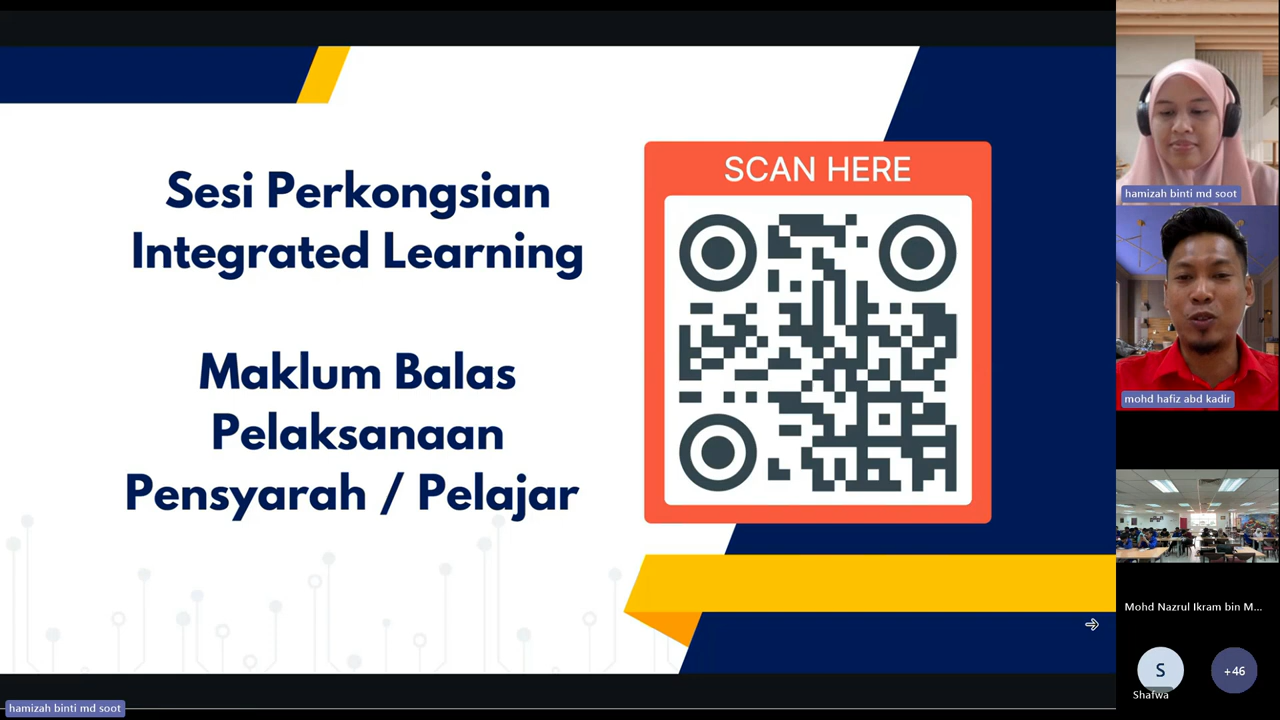 Sesi Perkongsian
Integrated Learning
Maklum Balas
Pelaksanaan
Pensyarah / Pelajar
SCAN HERE
hamizah binti md soot
mohd hafiz abd kadir
Mohd Nazrul Ikram bin M...
S
Shafwa
+46
hamizah binti md soot